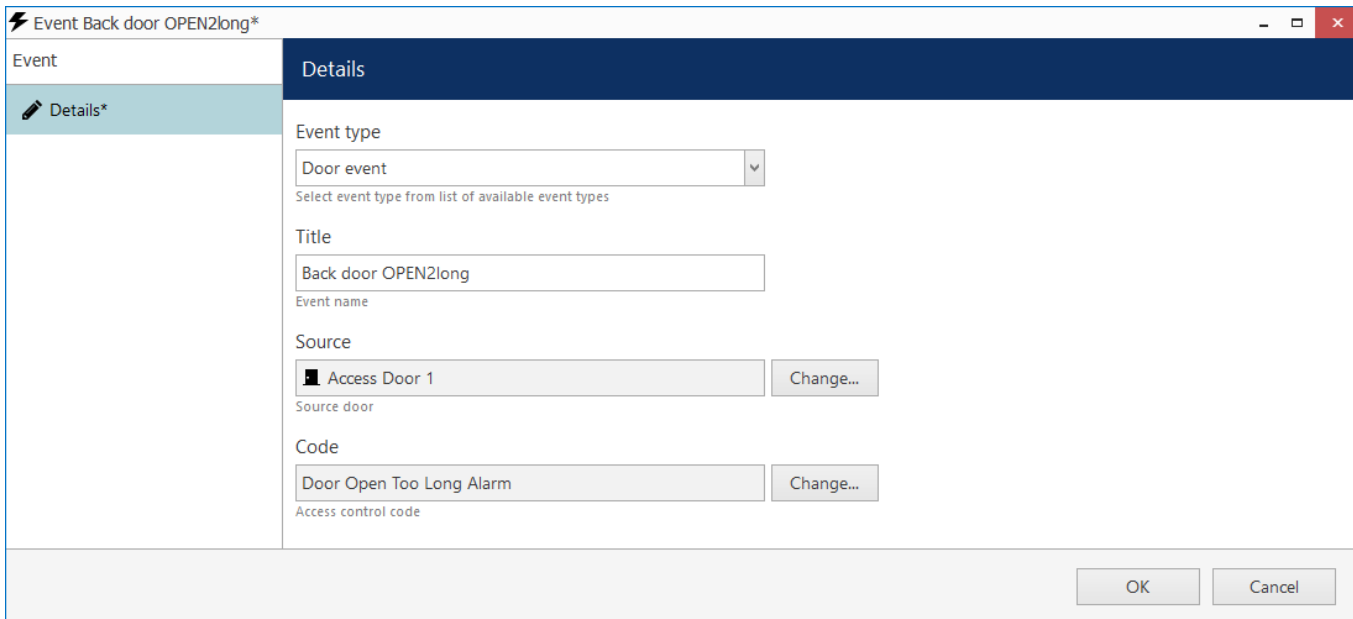 Event Back door OPEN2long*
Event
Details*
Details
Event type
Door event
Select event type from list of available event types
Title
Back door OPEN2long
Event name
Source
Access Door 1
Change...
Source door
Code
Door Open Too Long Alarm
Change...
Access control code
OK
Cancel